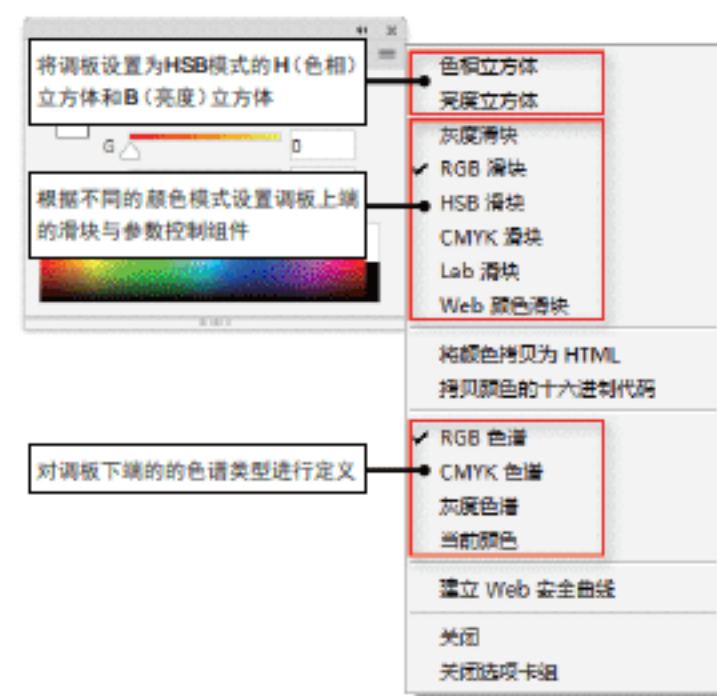 将调板设置为HSB模式的H（色相）
立方体和B（亮度）立方体
G
0
根据不同的颜色模式设置调板上端
的滑块与参数控制组件
对调板下端的的色谱类型进行定义
色相立方体
亮度立方体
灰度滑块
RGB 滑块
HSB 滑块
CMYK 滑块
Lab 滑块
Web 颜色滑块
将颜色拷贝为 HTML
拷贝颜色的十六进制代码
RGB 色谱
CMYK 色谱
灰度色谱
当前颜色
建立 Web 安全曲线
关闭
关闭选项卡组